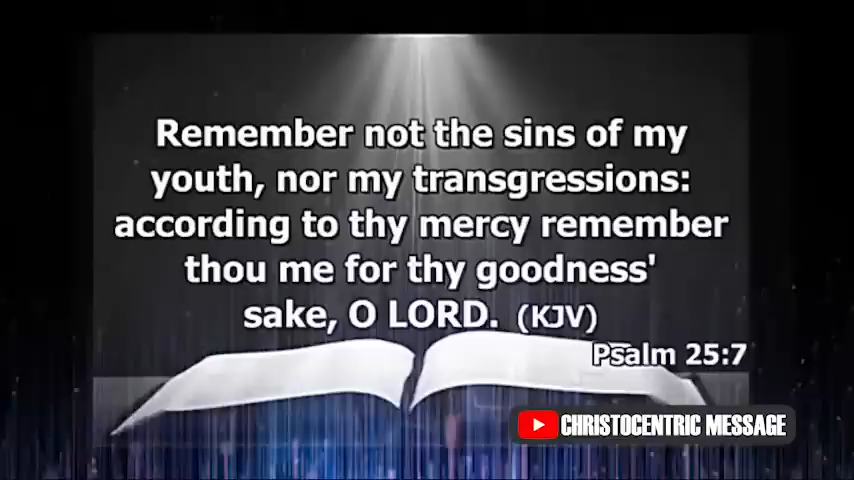 Remember not the sins of my
youth, nor my transgressions:
according to thy mercy remember
thou me for thy goodness'
sake, O LORD. (KJV)
Psalm 25:7
CHRISTOCENTRIC MESSAGE